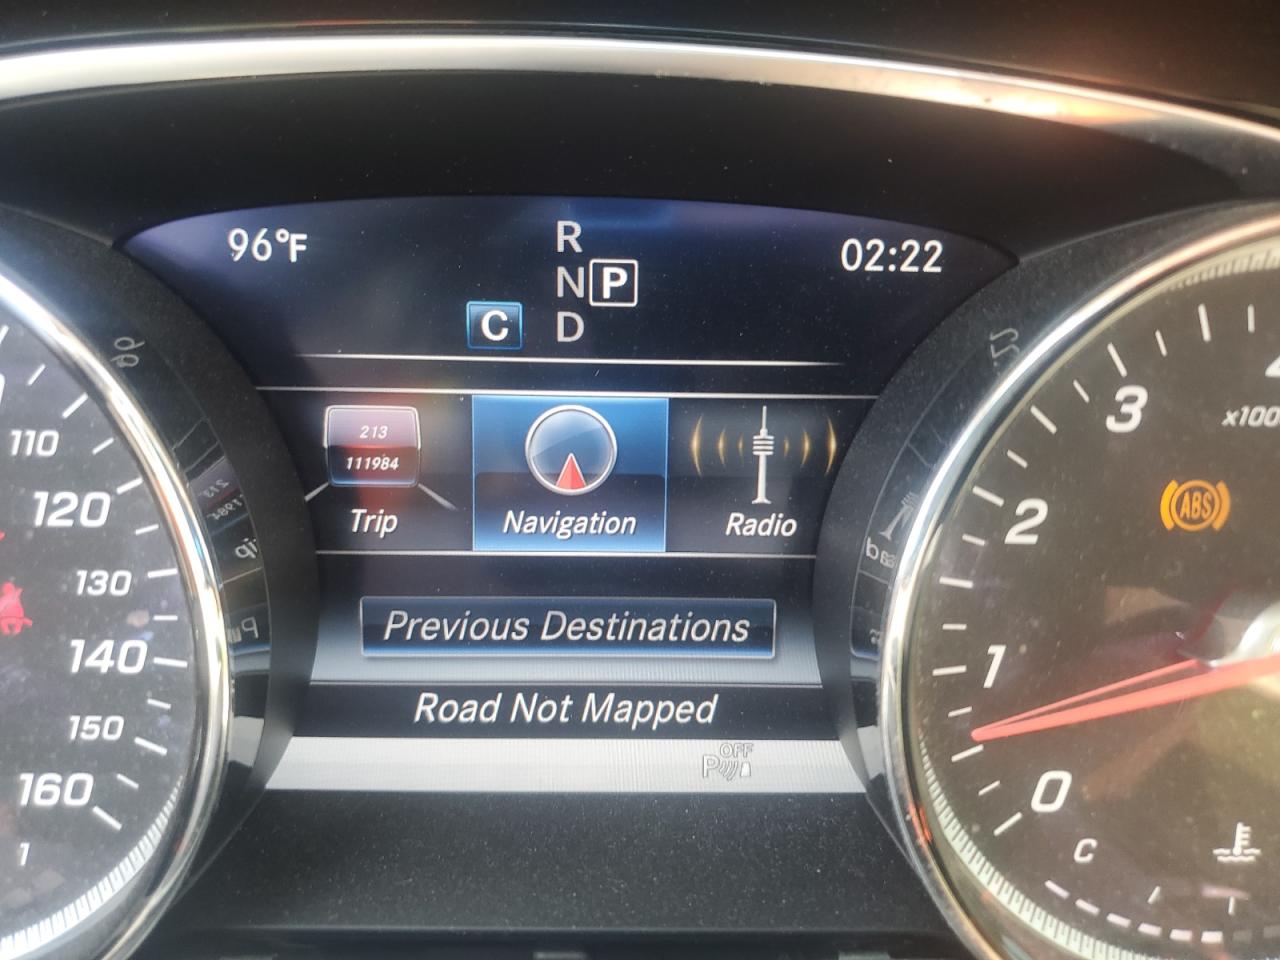 96°F
R
N P
C D
02:22
213
111984
Trip
Navigation
Radio
Previous Destinations
Road Not Mapped
OFF
P
110
120
130
140
150
160
3
2
1
0
x100
ABS
C